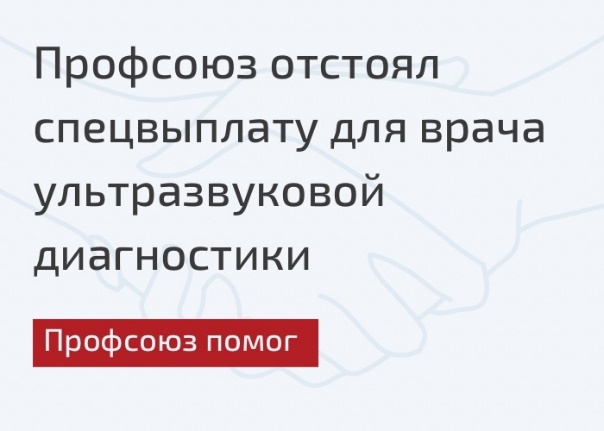 Профсоюз отстоял
спецвыплату для врача
ультразвуковой
диагностики
Профсоюз помог